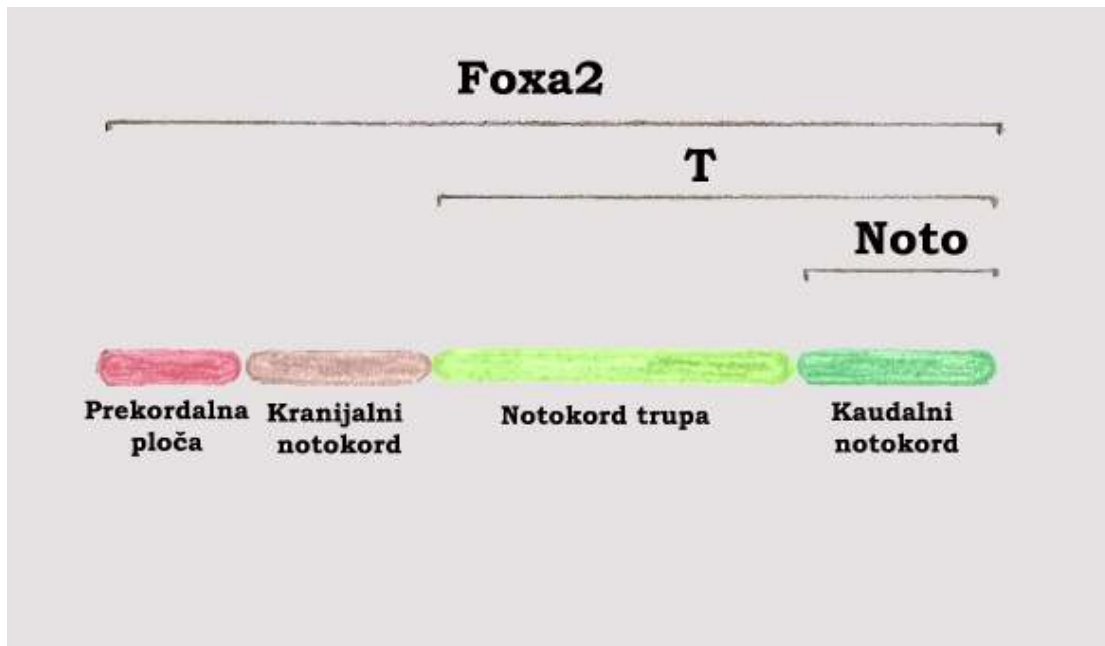 Foxa2
T
Noto
Prekordalna
ploča
Kranijalni
notokord
Notokord trupa
Kaudalni
notokord